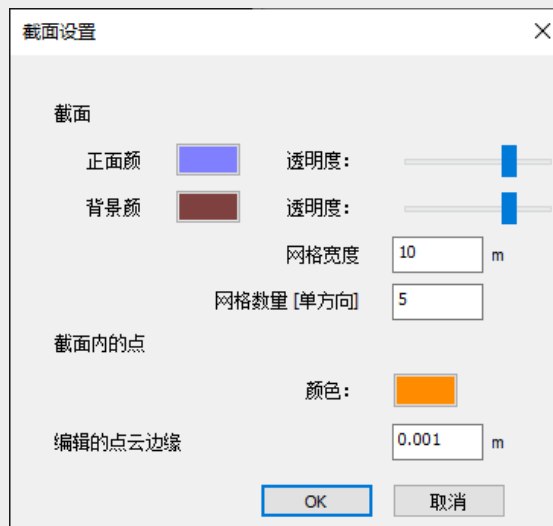 截面设置
截面
正面颜 透明度：
背景颜 透明度：
网格宽度 10 m
网格数量 [单方向] 5
截面内的点
颜色：
编辑的点云边缘 0.001 m
OK 取消